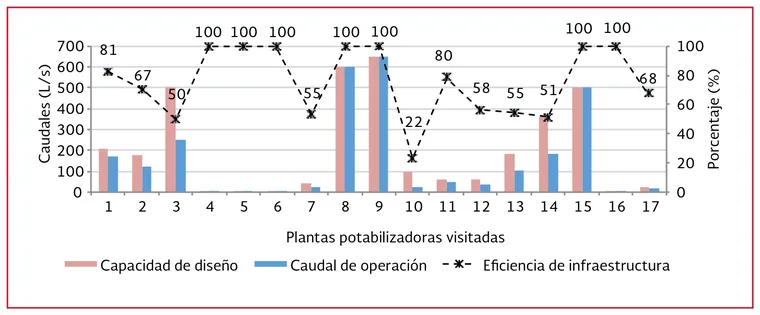 100 100 100 100 100 100 100
700 81 80 100
600 67 68 80
500 50 55 58 55 51 60
400 22 40
300 20
200 0
100
0
1 2 3 4 5 6 7 8 9 10 11 12 13 14 15 16 17
Caudales (L/s)
Porcentaje (%)
Plantas potabilizadoras visitadas
Capacidad de diseño Caudal de operación Eficiencia de infraestructura